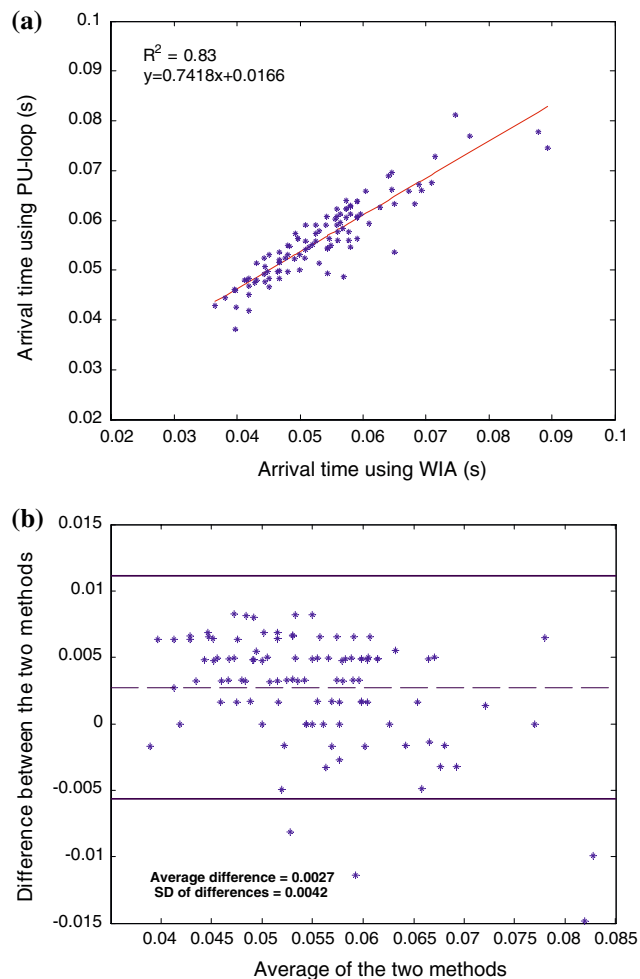 (a)
0.1
0.09
0.08
0.07
0.06
0.05
0.04
0.03
0.02
Arrival time using PU-loop (s)
R² = 0.83
y=0.7418x+0.0166
0.02 0.03 0.04 0.05 0.06 0.07 0.08 0.09 0.1
Arrival time using WIA (s)
(b)
0.015
0.01
0.005
0
-0.005
-0.01
-0.015
Difference between the two methods
Average difference = 0.0027
SD of differences = 0.0042
0.04 0.045 0.05 0.055 0.06 0.065 0.07 0.075 0.08 0.085
Average of the two methods